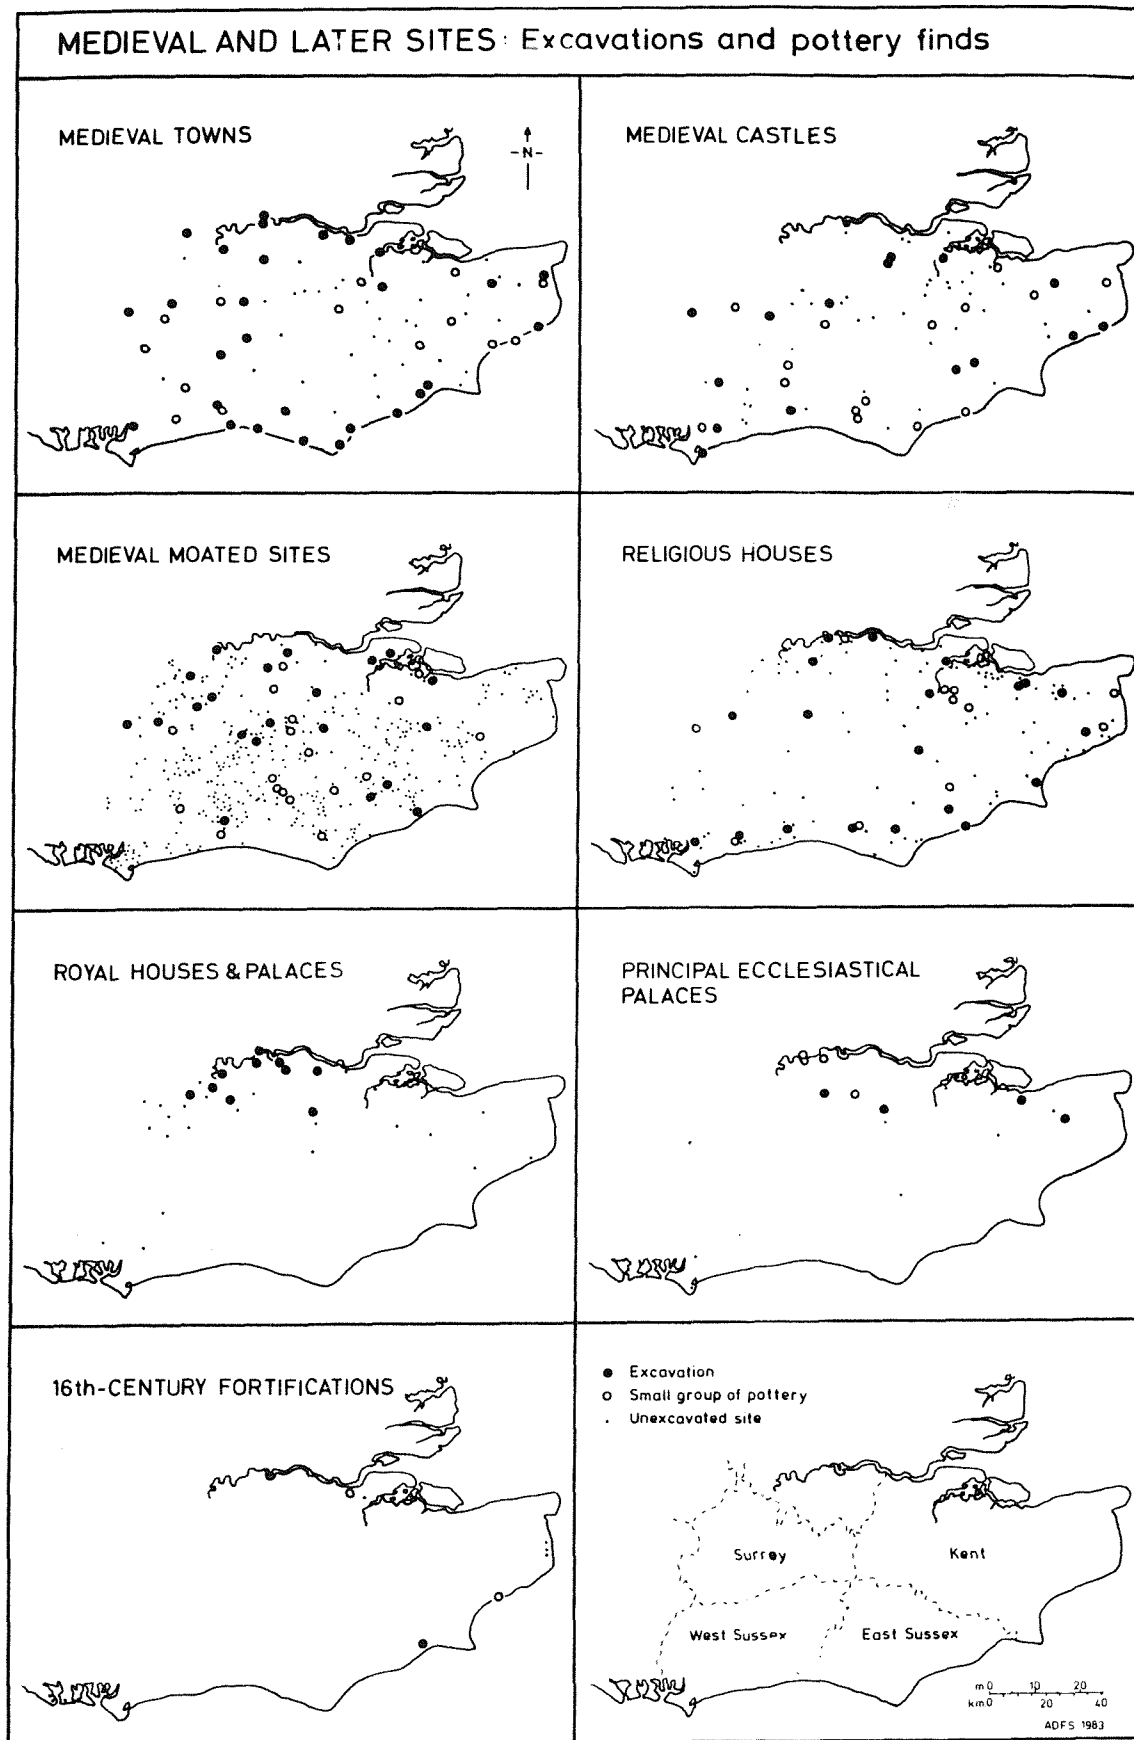 MEDIEVAL AND LATER SITES: Excavations and pottery finds
MEDIEVAL TOWNS
-N-
MEDIEVAL CASTLES
MEDIEVAL MOATED SITES
RELIGIOUS HOUSES
ROYAL HOUSES & PALACES
PRINCIPAL ECCLESIASTICAL
PALACES
16th-CENTURY FORTIFICATIONS
Excavation
Small group of pottery
Unexcavated site
Surrey
Kent
West Sussex
East Sussex
m 0 10 20
km 0 20 40
ADFS 1983